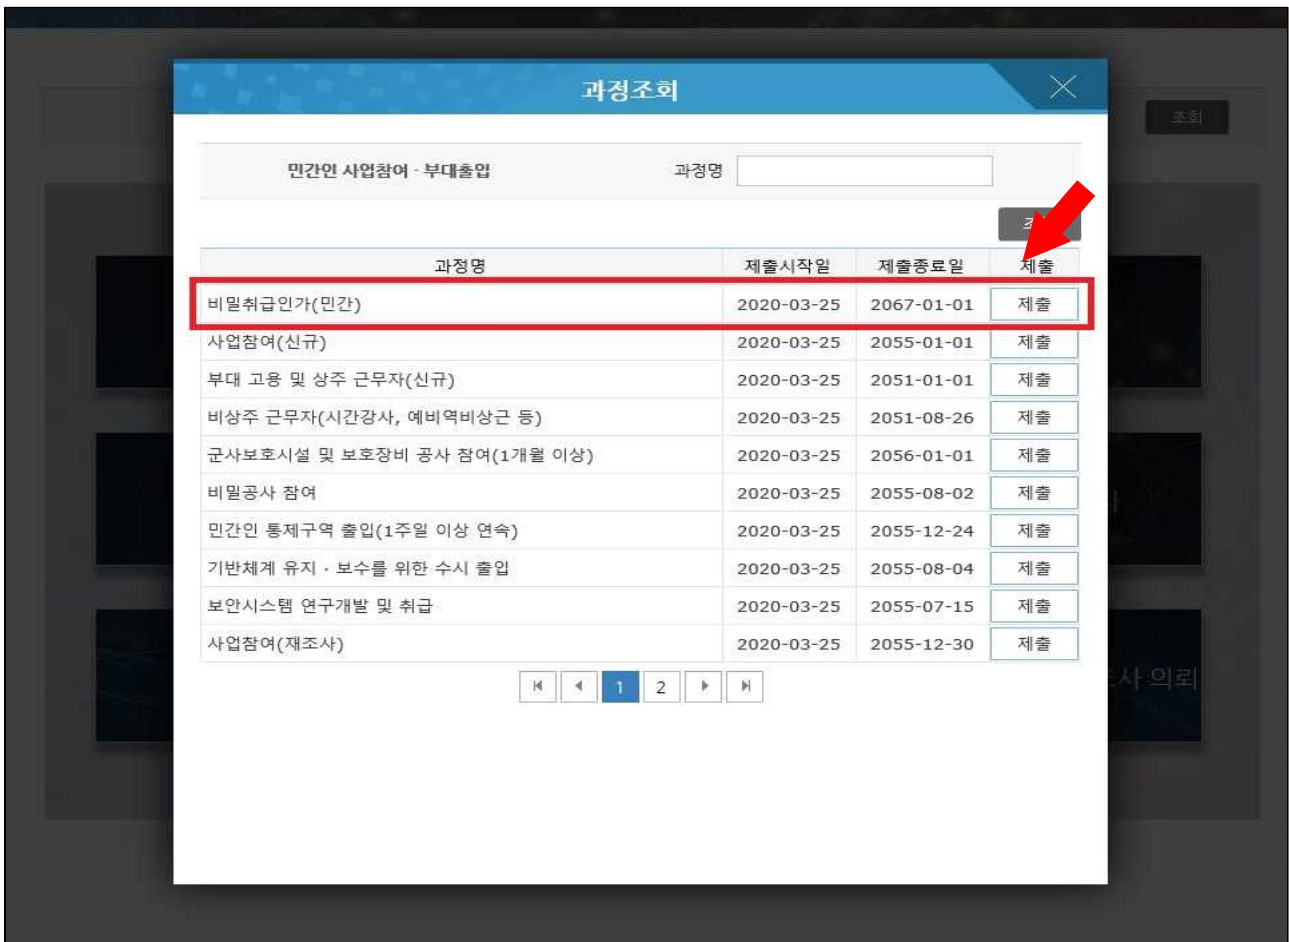 과정조회
조회
민간인 사업참여 · 부대출입 과정명
과정명 제출시작일 제출종료일 제출
비밀취급인가(민간) 2020-03-25 2067-01-01 제출
사업참여(신규) 2020-03-25 2055-01-01 제출
부대 고용 및 상주 근무자(신규) 2020-03-25 2051-01-01 제출
비상주 근무자(시간강사, 예비역비상근 등) 2020-03-25 2051-08-26 제출
군사보호시설 및 보호장비 공사 참여(1개월 이상) 2020-03-25 2056-01-01 제출
비밀공사 참여 2020-03-25 2055-08-02 제출
민간인 통제구역 출입(1주일 이상 연속) 2020-03-25 2055-12-24 제출
기반체계 유지 · 보수를 위한 수시 출입 2020-03-25 2055-08-04 제출
보안시스템 연구개발 및 취급 2020-03-25 2055-07-15 제출
사업참여(재조사) 2020-03-25 2055-12-30 제출
1 2
의뢰